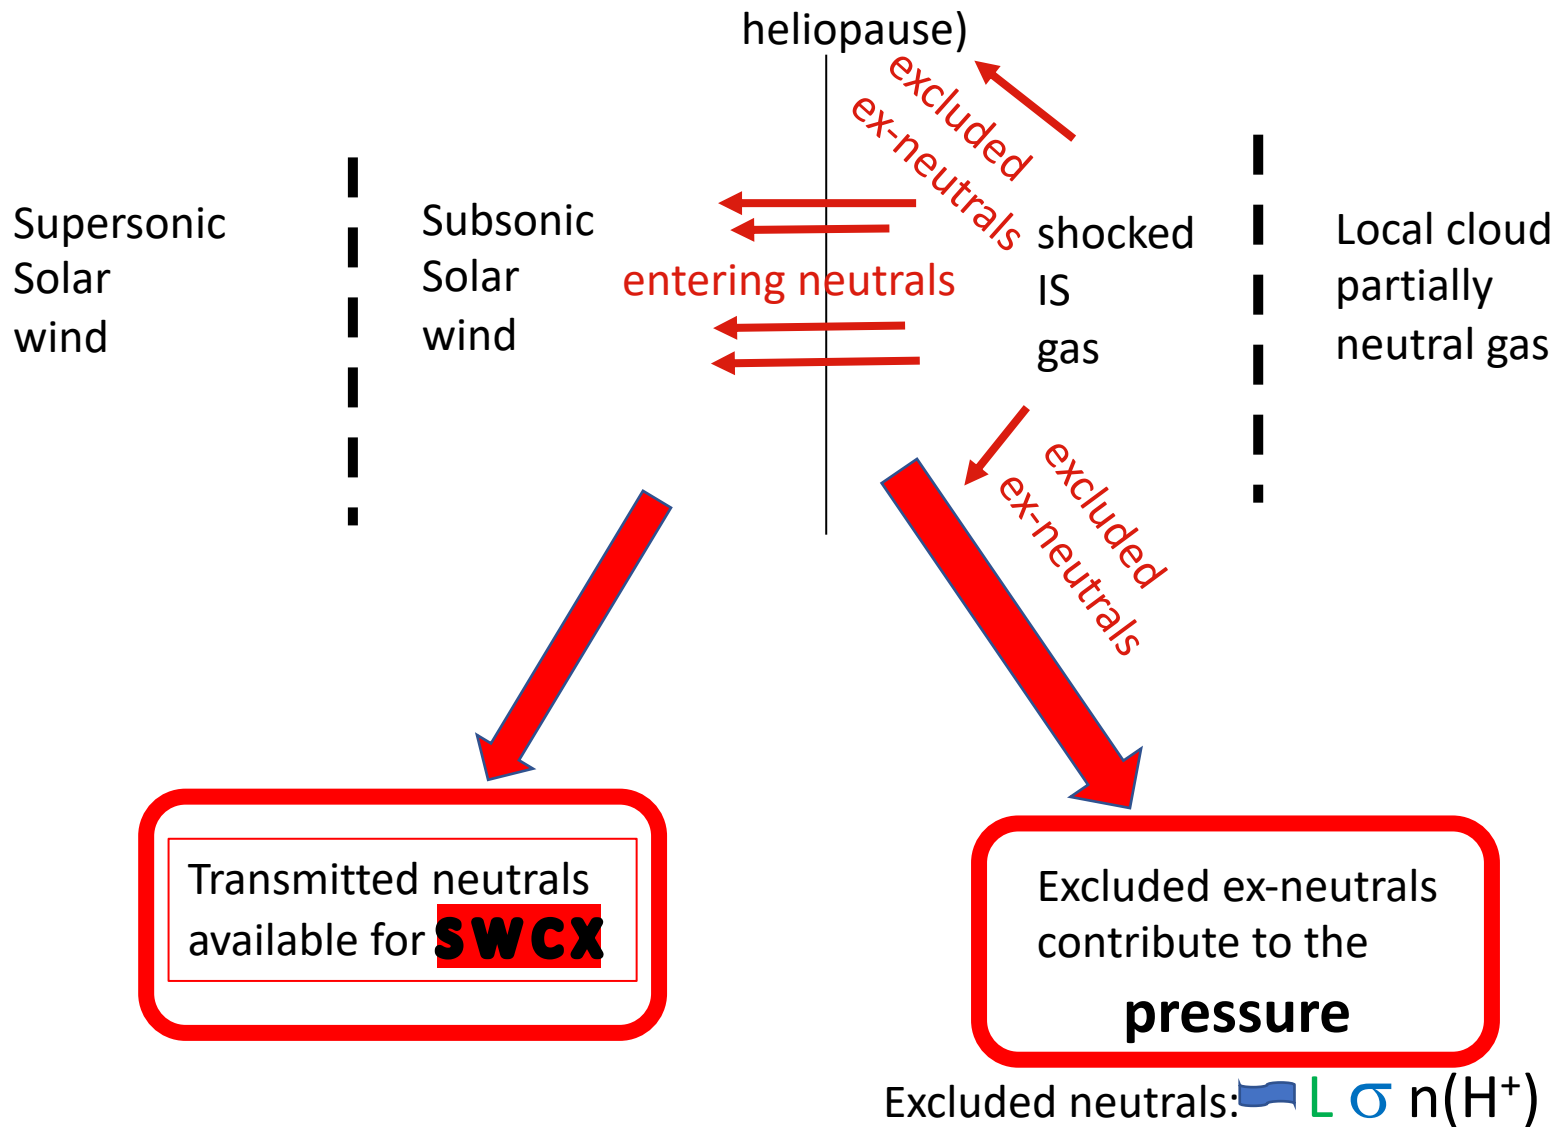 heliopause)
excluded
ex-neutrals
Supersonic
Solar
wind
Subsonic
Solar
wind
entering neutrals
shocked
IS
gas
Local cloud
partially
neutral gas
excluded
ex-neutrals
Transmitted neutrals
available for SWCX
Excluded ex-neutrals
contribute to the
pressure
Excluded neutrals: L σ n(H⁺)